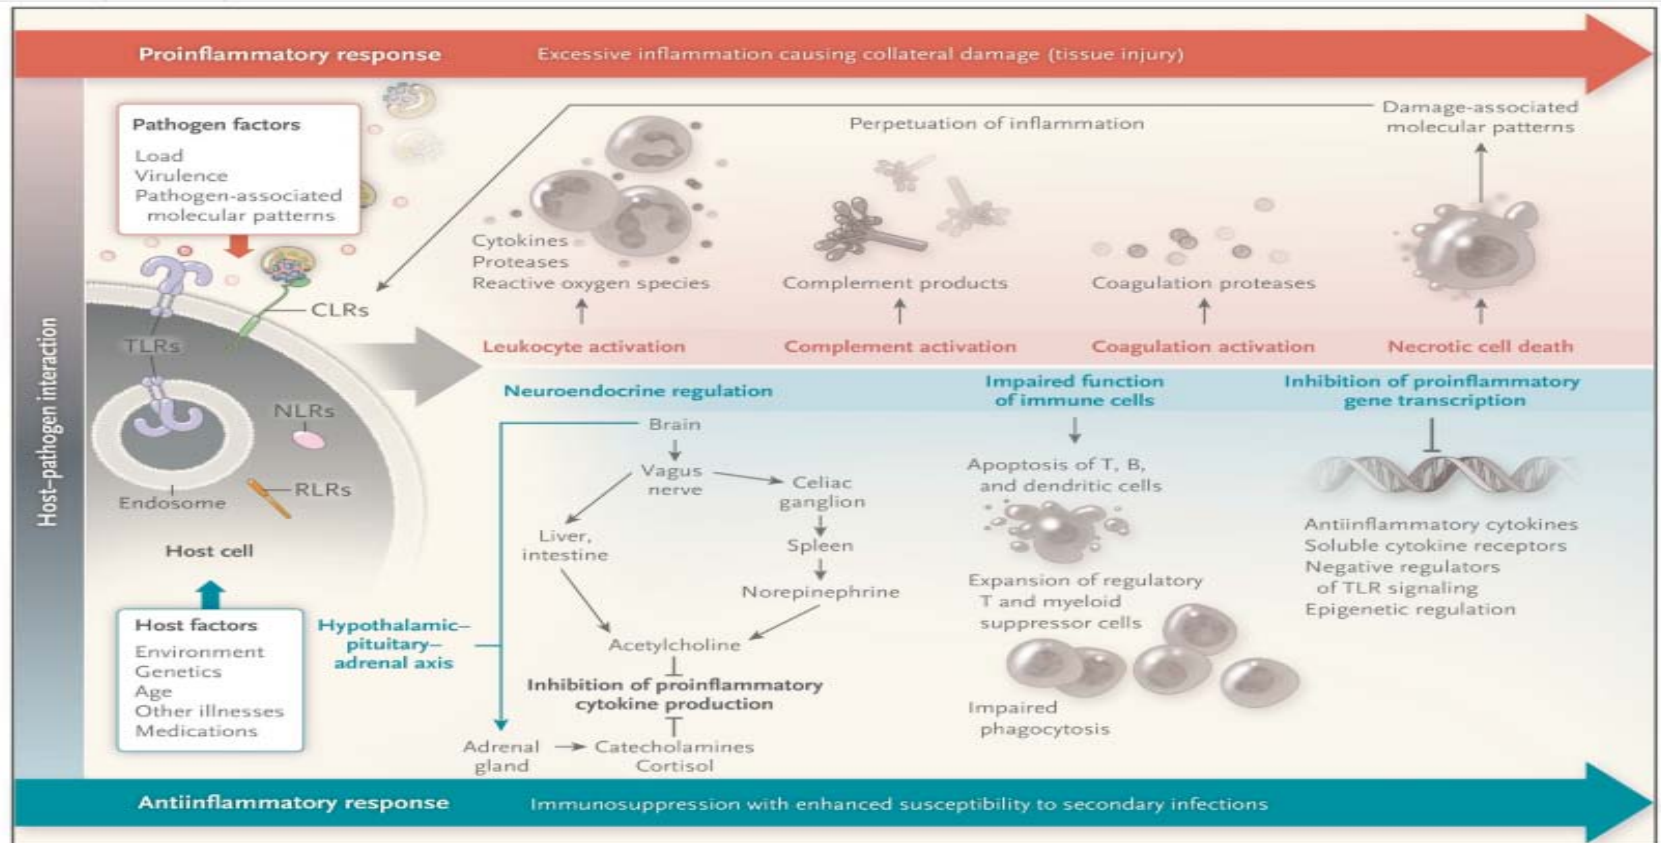 Proinflammatory response
Excessive inflammation causing collateral damage (tissue injury)
Host–pathogen interaction
Pathogen factors
Load
Virulence
Pathogen-associated
molecular patterns
CLRs
TLRs
NLRs
RLRs
Endosome
Host cell
Host factors
Environment
Genetics
Age
Other illnesses
Medications
Perpetuation of inflammation
Damage-associated
molecular patterns
Cytokines
Proteases
Reactive oxygen species
Complement products
Coagulation proteases
Leukocyte activation
Complement activation
Coagulation activation
Necrotic cell death
Neuroendocrine regulation
Brain
Vagus
nerve
Celiac
ganglion
Liver,
intestine
Spleen
Norepinephrine
Acetylcholine
Hypothalamic–
pituitary–
adrenal axis
Inhibition of proinflammatory
cytokine production
Adrenal
gland
Catecholamines
Cortisol
Impaired function
of immune cells
Apoptosis of T, B,
and dendritic cells
Expansion of regulatory
T and myeloid
suppressor cells
Impaired
phagocytosis
Inhibition of proinflammatory
gene transcription
Antiinflammatory cytokines
Soluble cytokine receptors
Negative regulators
of TLR signaling
Epigenetic regulation
Antiinflammatory response
Immunosuppression with enhanced susceptibility to secondary infections